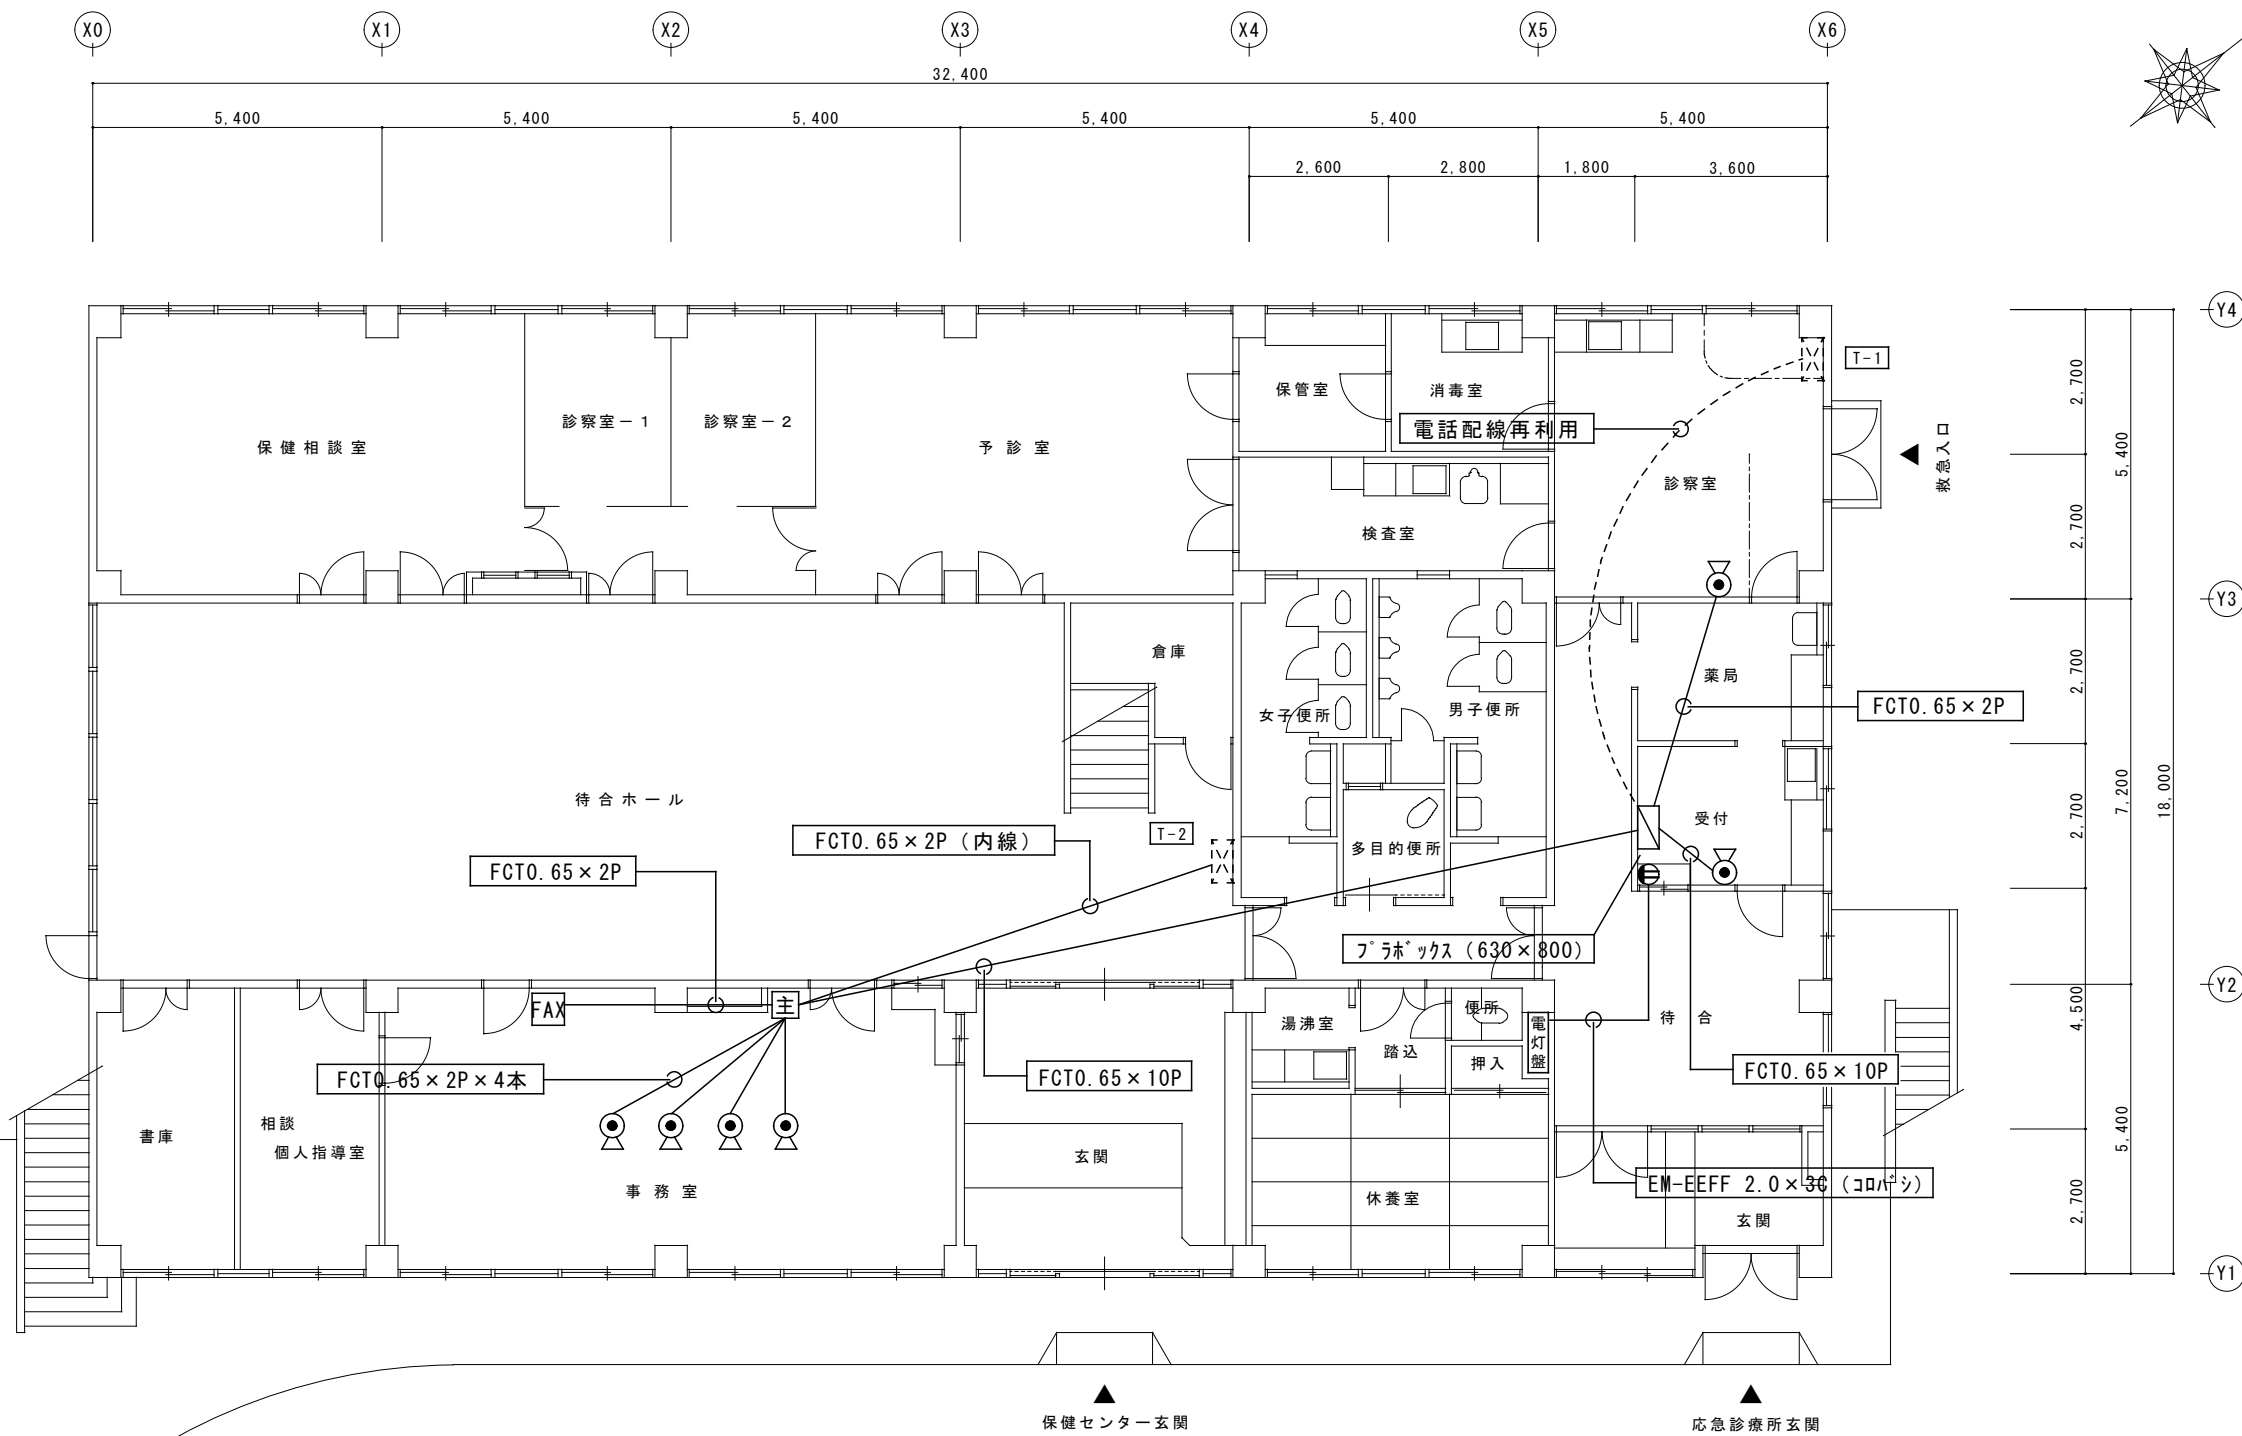 X0
X1
X2
X3
X4
X5
X6
32,400
5,400
5,400
5,400
5,400
5,400
5,400
2,600
2,800
1,800
3,600
Y4
T-1
2,700
保管室
消毒室
診察室－１
診察室－２
電話配線再利用
保健相談室
予診室
5,400
救急入口
診察室
2,700
検査室
Y3
倉庫
2,700
薬局
FCT0.65×2P
女子便所
男子便所
待合ホール
7,200
18,000
2,700
受付
T-2
FCT0.65×2P（内線）
多目的便所
FCT0.65×2P
ﾌﾟﾗﾎﾞｯｸｽ（630×800）
Y2
FAX
主
便所
4,500
湯沸室
電灯盤
待合
踏込
押入
FCT0.65×2P×4本
FCT0.65×10P
FCT0.65×10P
相談
書庫
個人指導室
玄関
5,400
事務室
休養室
EM-EEFF 2.0×3C（ｺﾛﾊﾞｼ）
2,700
玄関
Y1
保健センター玄関
応急診療所玄関